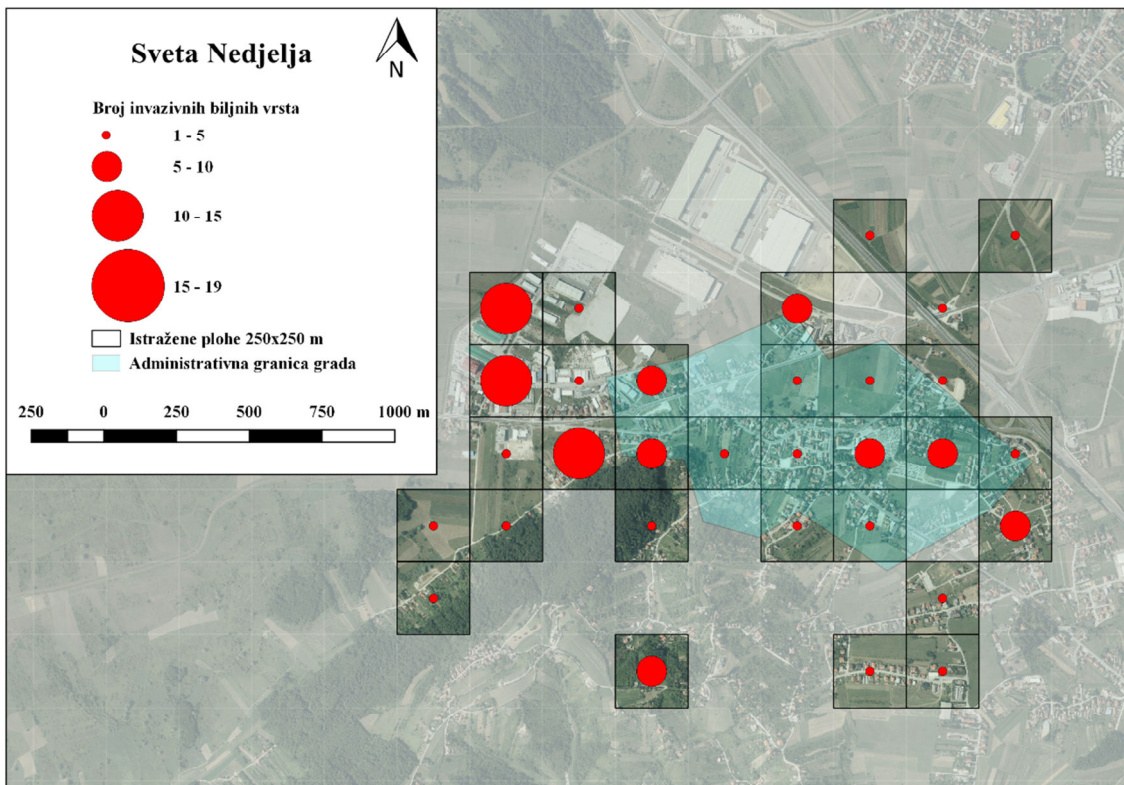 Sveta Nedjelja
N
Broj invazivnih biljnih vrsta
1 - 5
5 - 10
10 - 15
15 - 19
Istražene plohe 250x250 m
Administrativna granica grada
250 0 250 500 750 1000 m